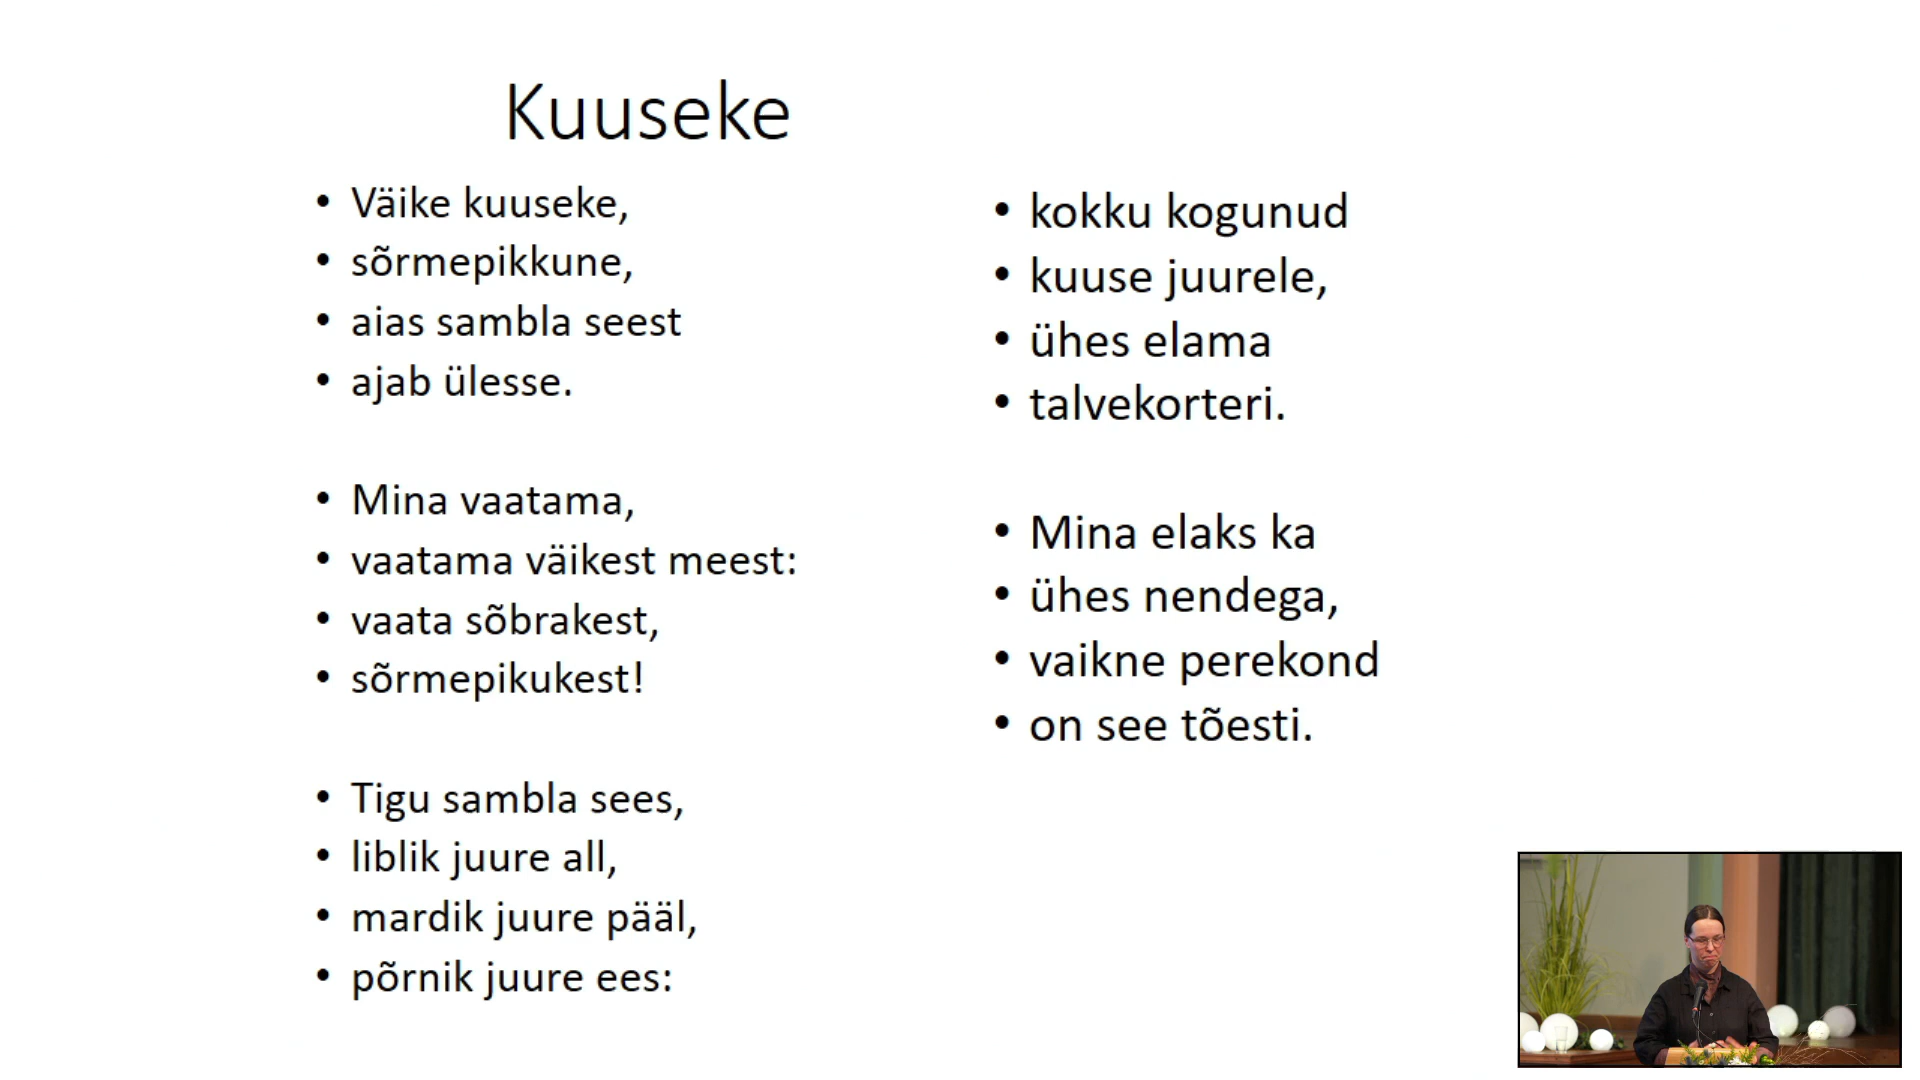 Kuuseke
• Väike kuuseke,
• sõrmepikkune,
• aias sambla seest
• ajab ülesse.
• Mina vaatama,
• vaatama väikest meest:
• vaata sõbrakest,
• sõrmepikukest!
• Tigu sambla sees,
• liblik juure all,
• mardik juure pääl,
• põrnik juure ees:
• kokku kogunud
• kuuse juurele,
• ühes elama
• talvekorteri.
• Mina elaks ka
• ühes nendega,
• vaikne perekond
• on see tõesti.